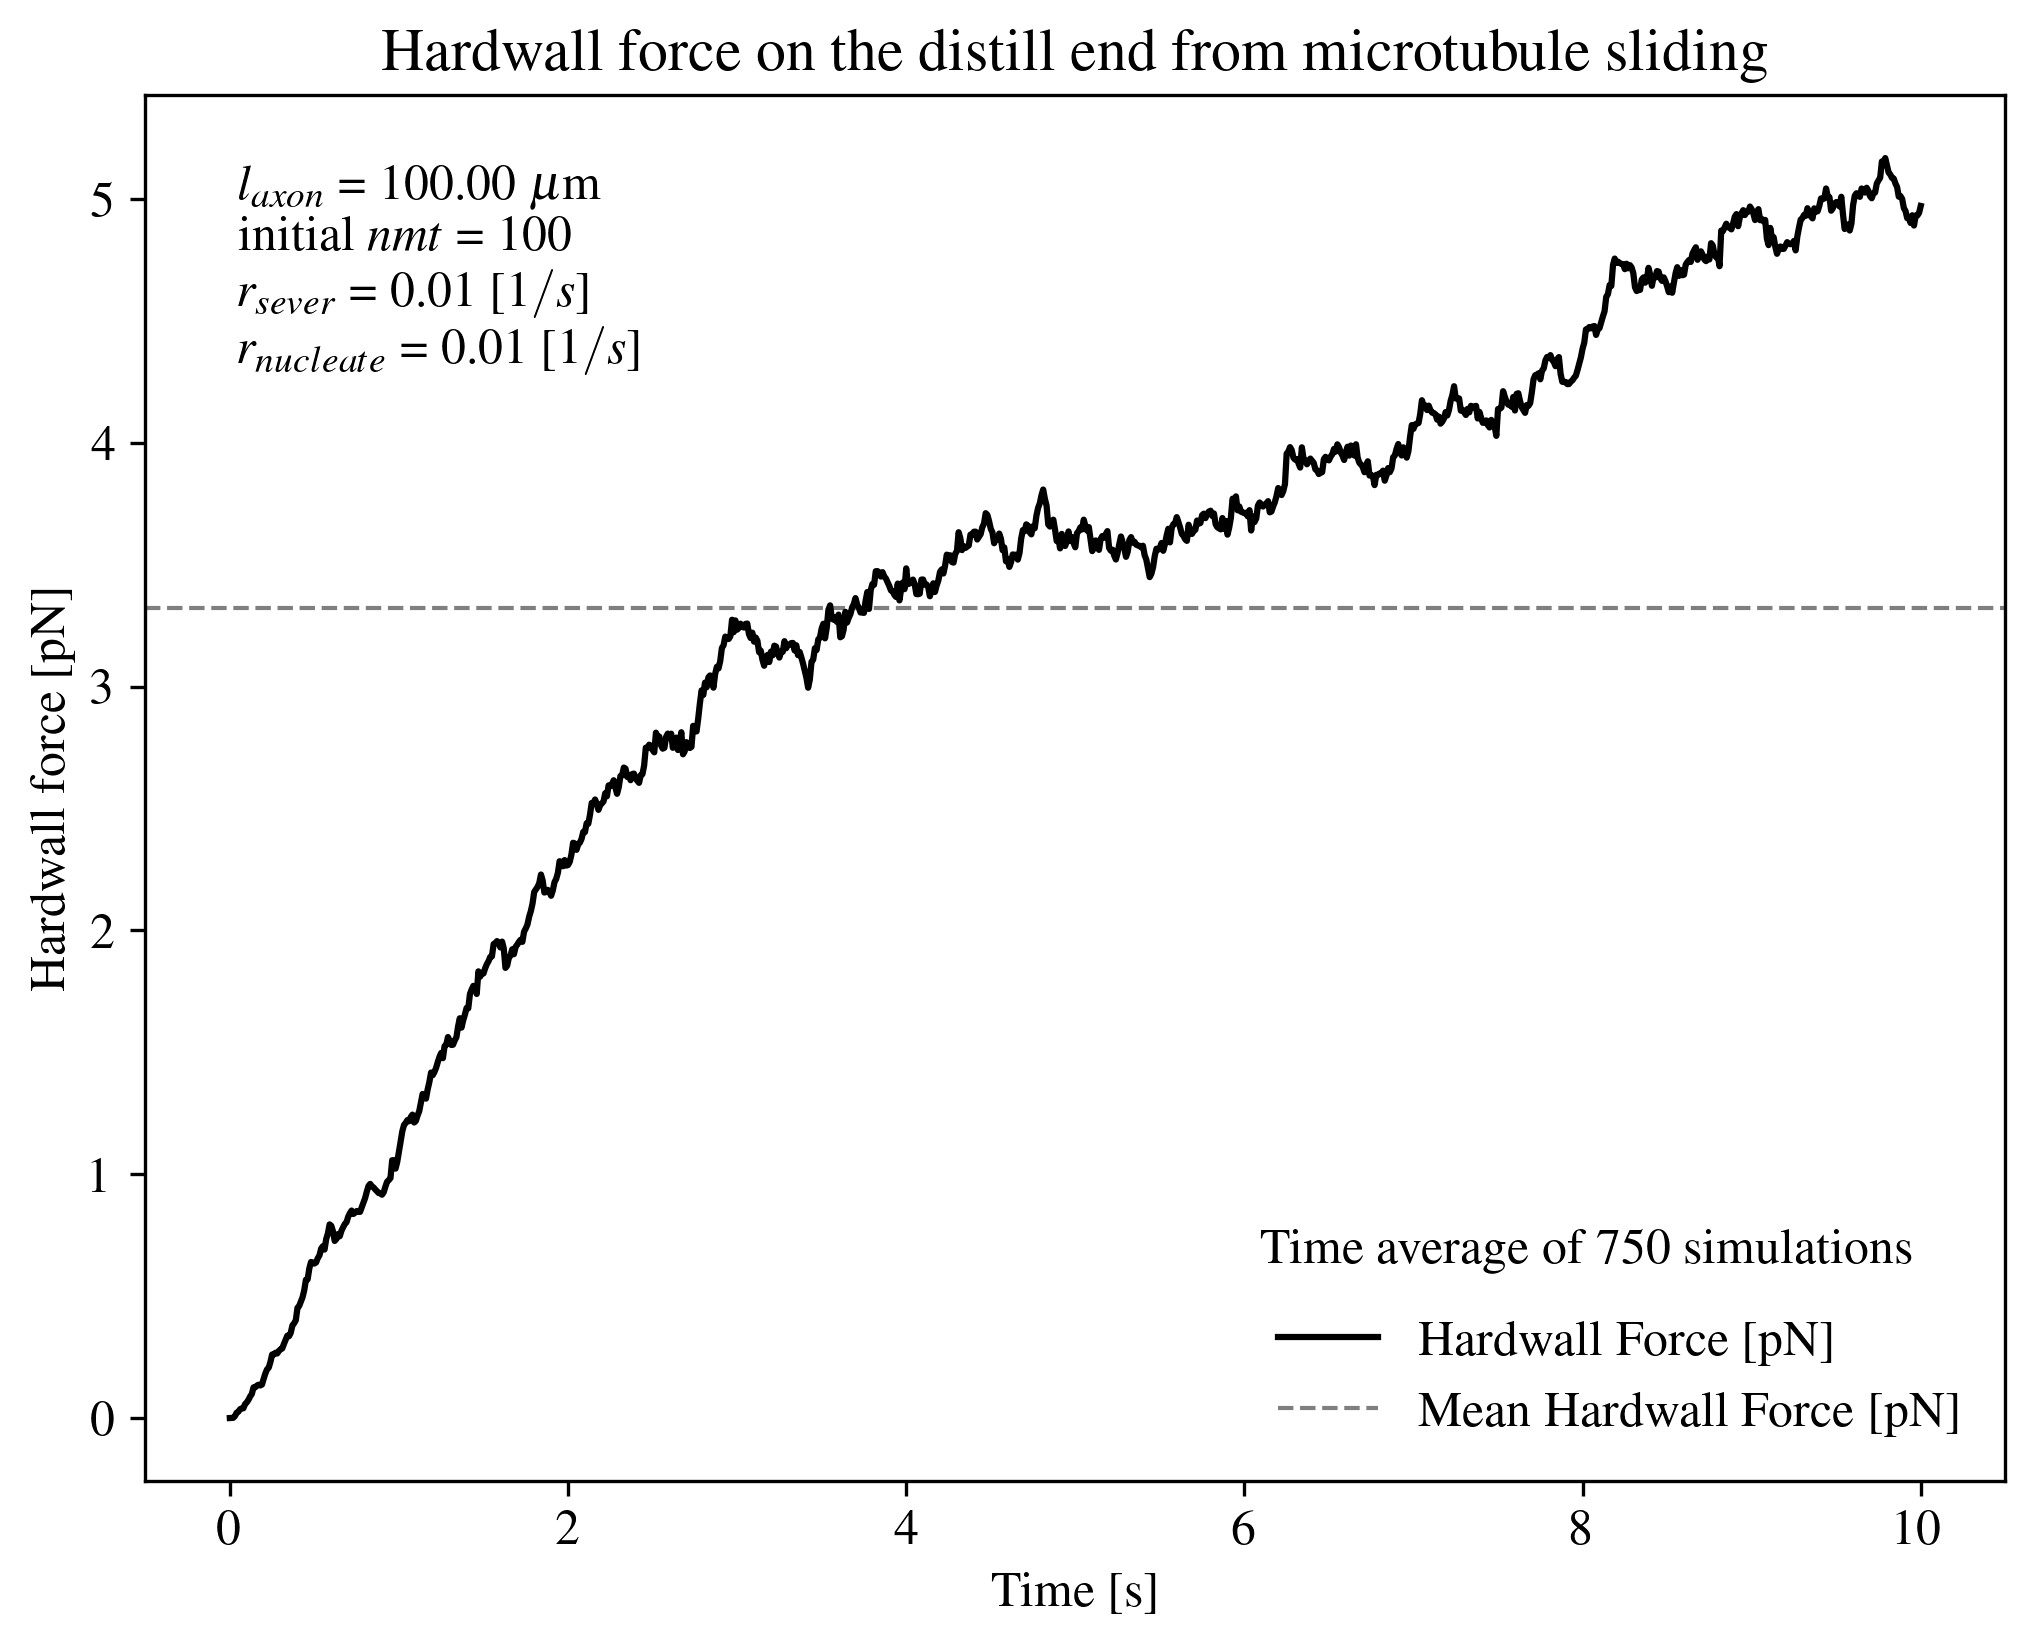 Hardwall force on the distill end from microtubule sliding
l_axon = 100.00 μm
initial nmt = 100
r_sever = 0.01 [1/s]
r_nucleate = 0.01 [1/s]
Hardwall force [pN]
5
4
3
2
1
0
Time average of 750 simulations
Hardwall Force [pN]
Mean Hardwall Force [pN]
0 2 4 6 8 10
Time [s]